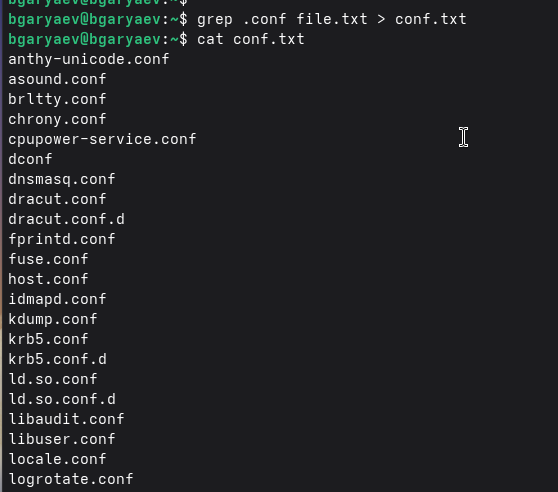 bgaryaev@bgaryaev:~$
bgaryaev@bgaryaev:~$ grep .conf file.txt > conf.txt
bgaryaev@bgaryaev:~$ cat conf.txt
anthy-unicode.conf
asound.conf
brltty.conf
chrony.conf
cpupower-service.conf
dconf
dnsmasq.conf
dracut.conf
dracut.conf.d
fprintd.conf
fuse.conf
host.conf
idmapd.conf
kdump.conf
krb5.conf
krb5.conf.d
ld.so.conf
ld.so.conf.d
libaudit.conf
libuser.conf
locale.conf
logrotate.conf